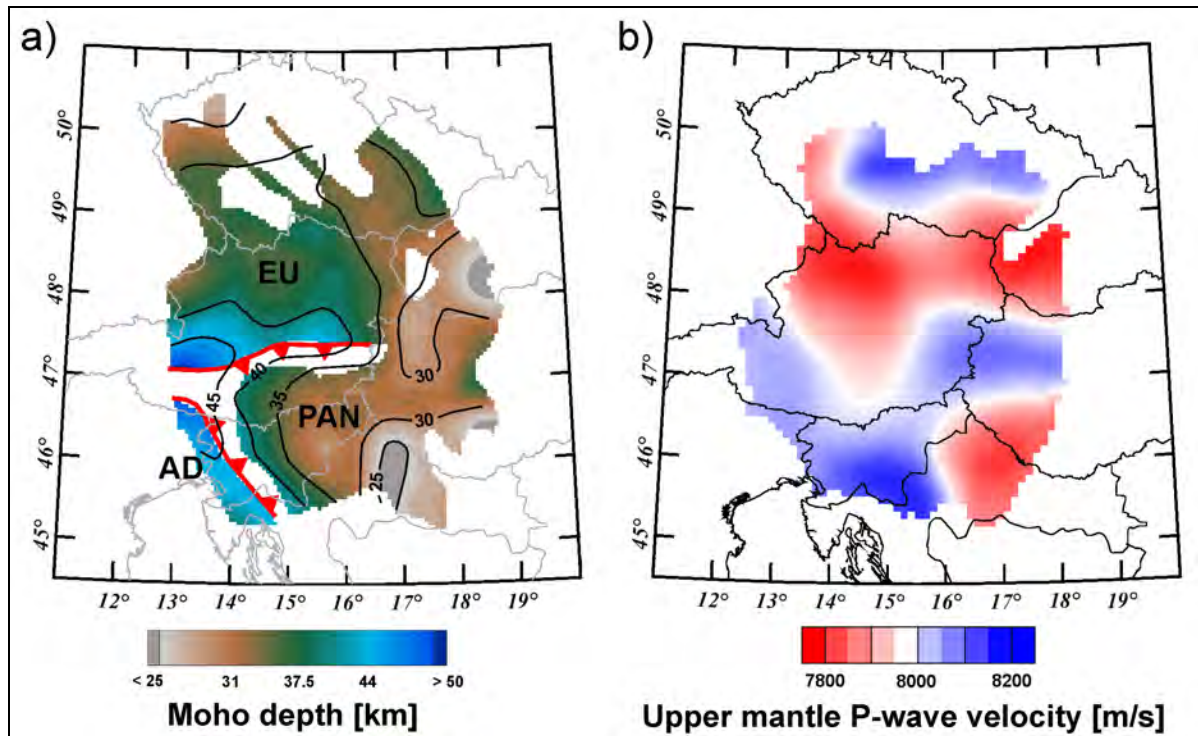 a)
50°
49°
48°
47°
46°
45°
EU
PAN
AD
45
40
35
30
30
25
12° 13° 14° 15° 16° 17° 18° 19°
< 25 31 37.5 44 > 50
Moho depth [km]
b)
50°
49°
48°
47°
46°
45°
12° 13° 14° 15° 16° 17° 18° 19°
7800 8000 8200
Upper mantle P-wave velocity [m/s]